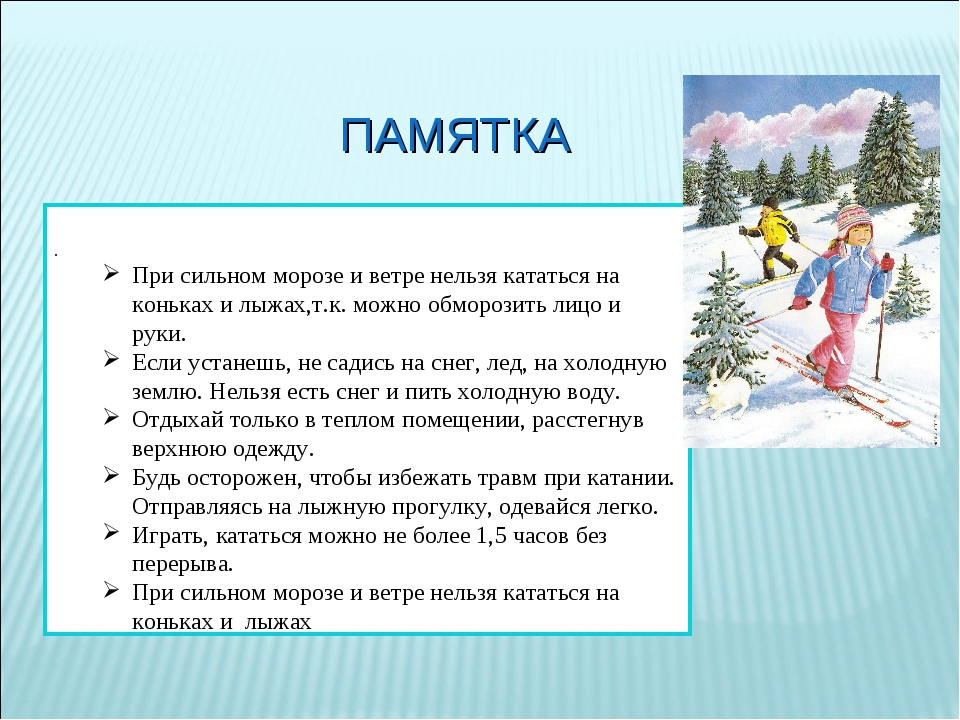 ПАМЯТКА
.
➢ При сильном морозе и ветре нельзя кататься на
коньках и лыжах,т.к. можно обморозить лицо и
руки.
➢ Если устанешь, не садись на снег, лед, на холодную
землю. Нельзя есть снег и пить холодную воду.
➢ Отдыхай только в теплом помещении, расстегнув
верхнюю одежду.
➢ Будь осторожен, чтобы избежать травм при катании.
Отправляясь на лыжную прогулку, одевайся легко.
➢ Играть, кататься можно не более 1,5 часов без
перерыва.
➢ При сильном морозе и ветре нельзя кататься на
коньках и лыжах